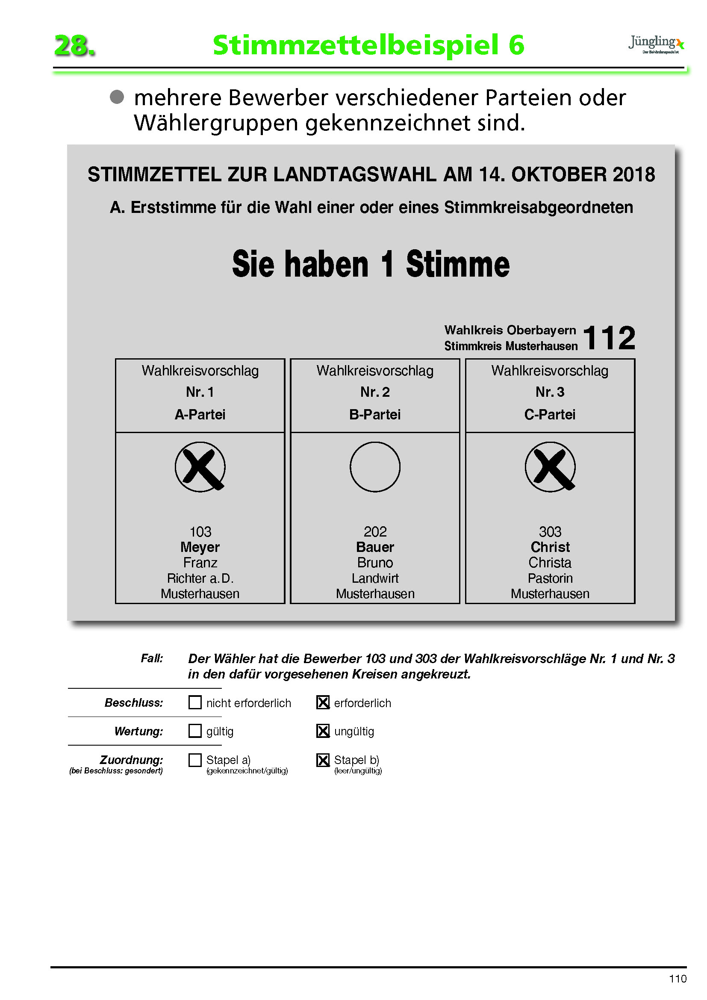 28.
Stimmzettelbeispiel 6
Jüngling
Der Behördenspezialist
mehrere Bewerber verschiedener Parteien oder
Wählergruppen gekennzeichnet sind.
STIMMZETTEL ZUR LANDTAGSWAHL AM 14. OKTOBER 2018
A. Erststimme für die Wahl einer oder eines Stimmkreisabgeordneten
Sie haben 1 Stimme
Wahlkreis Oberbayern
Stimmkreis Musterhausen
112
Wahlkreisvorschlag
Nr. 1
A-Partei
103
Meyer
Franz
Richter a.D.
Musterhausen
Wahlkreisvorschlag
Nr. 2
B-Partei
202
Bauer
Bruno
Landwirt
Musterhausen
Wahlkreisvorschlag
Nr. 3
C-Partei
303
Christ
Christa
Pastorin
Musterhausen
Fall: Der Wähler hat die Bewerber 103 und 303 der Wahlkreisvorschläge Nr. 1 und Nr. 3
in den dafür vorgesehenen Kreisen angekreuzt.
Beschluss: nicht erforderlich erforderlich
Wertung: gültig ungültig
Zuordnung: Stapel a) Stapel b)
(bei Beschluss: gesondert) (gekennzeichnet/gültig) (leer/ungültig)
110